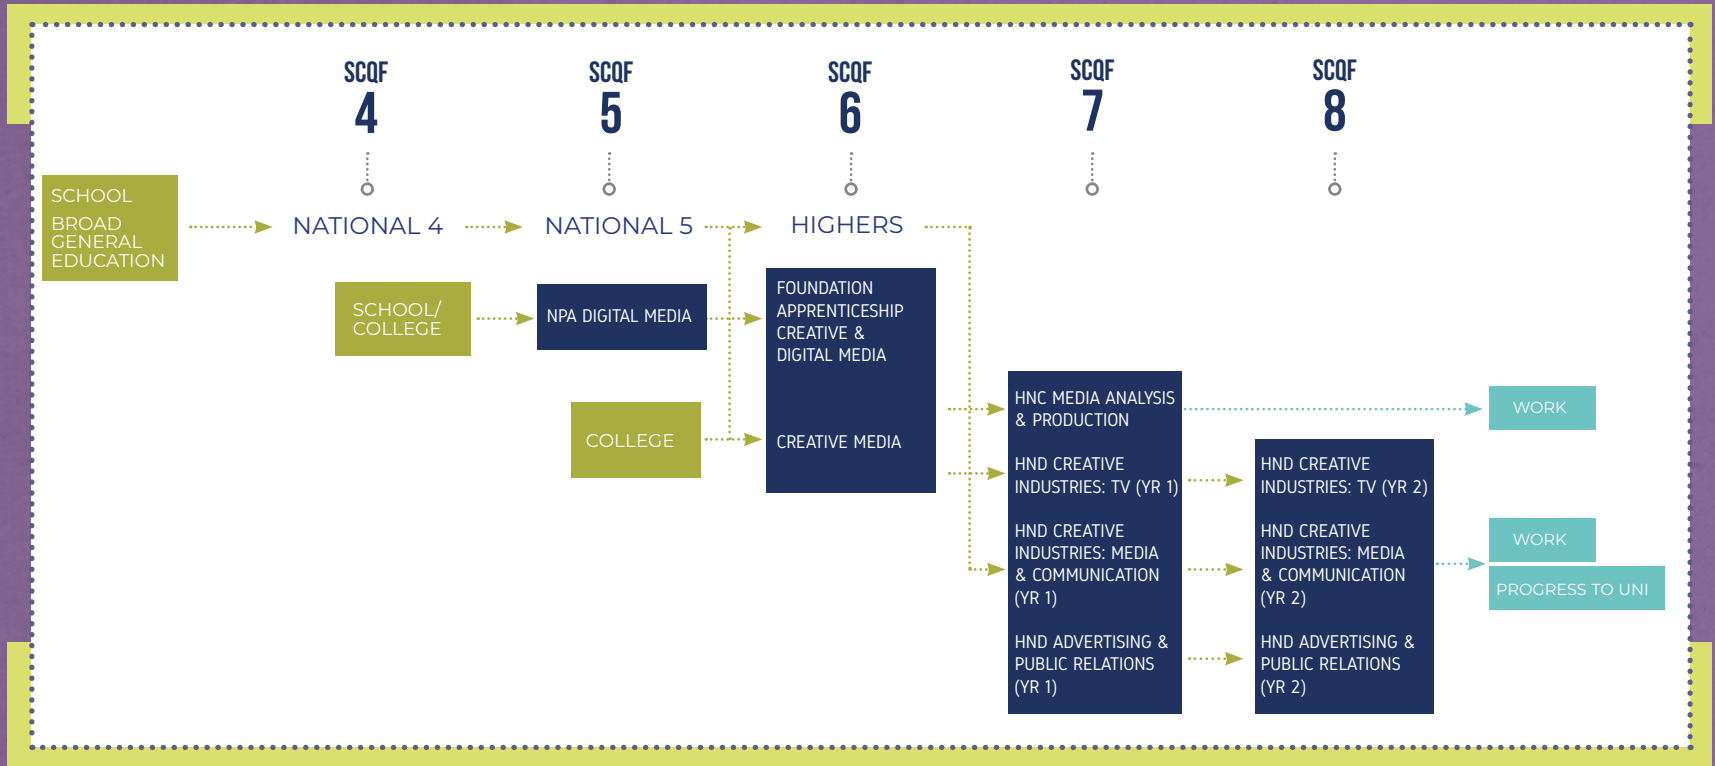 SCQF
4
SCQF
5
SCQF
6
SCQF
7
SCQF
8
SCHOOL
BROAD
GENERAL
EDUCATION
NATIONAL 4
NATIONAL 5
HIGHERS
SCHOOL/
COLLEGE
NPA DIGITAL MEDIA
FOUNDATION
APPRENTICESHIP
CREATIVE &
DIGITAL MEDIA
COLLEGE
CREATIVE MEDIA
HNC MEDIA ANALYSIS
& PRODUCTION
HND CREATIVE
INDUSTRIES: TV (YR 1)
HND CREATIVE
INDUSTRIES: MEDIA
& COMMUNICATION
(YR 1)
HND ADVERTISING &
PUBLIC RELATIONS
(YR 1)
HND CREATIVE
INDUSTRIES: TV (YR 2)
HND CREATIVE
INDUSTRIES: MEDIA
& COMMUNICATION
(YR 2)
HND ADVERTISING &
PUBLIC RELATIONS
(YR 2)
WORK
WORK
PROGRESS TO UNI